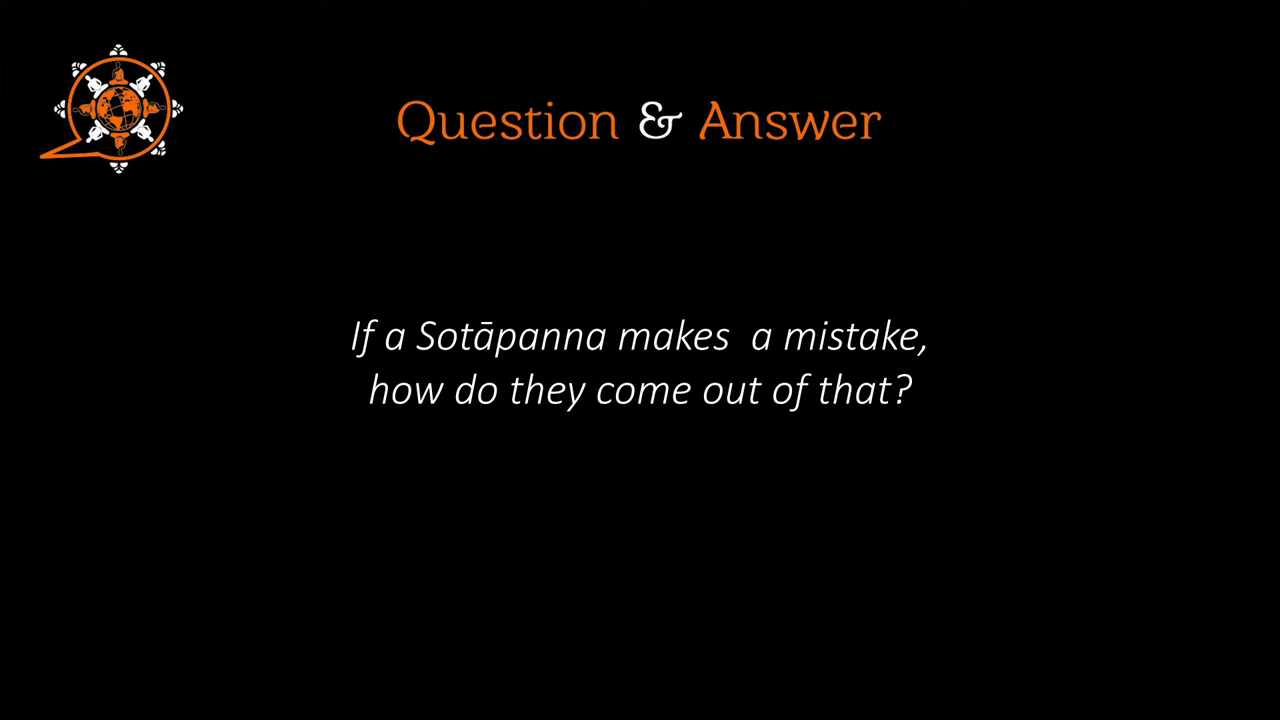 Question & Answer
If a Sotāpanna makes  a mistake,
how do they come out of that?